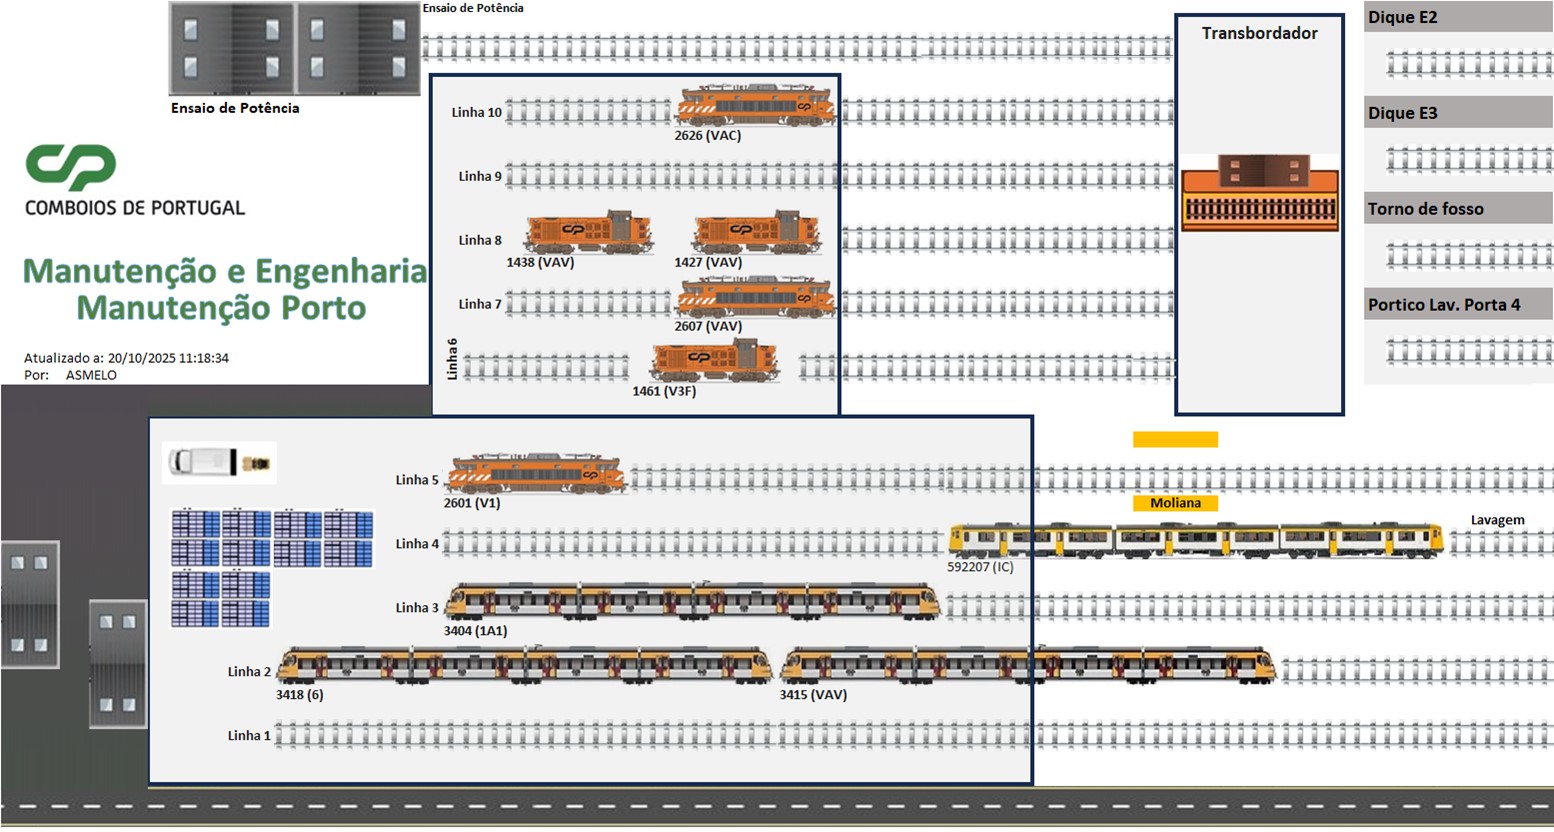 Ensaio de Potência
Ensaio de Potência
CP
COMBOIOS DE PORTUGAL
Manutenção e Engenharia
Manutenção Porto
Atualizado a: 20/10/2025 11:18:34
Por: ASMELO
Linha 10
2626 (VAC)
Linha 9
Linha 8
1438 (VAV)
1427 (VAV)
Linha 7
2607 (VAV)
Linha 6
1461 (V3F)
Transbordador
Dique E2
Dique E3
Torno de fosso
Portico Lav. Porta 4
Linha 5
2601 (V1)
Moliana
Lavagem
Linha 4
592207 (IC)
Linha 3
3404 (1A1)
Linha 2
3418 (6)
3415 (VAV)
Linha 1